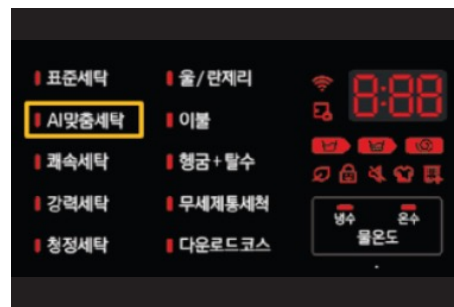 표준세탁
AI맞춤세탁
쾌속세탁
강력세탁
청정세탁
울/란제리
이불
헹굼+탈수
무세제통세척
다운로드코스
8:88
냉수 온수
물온도